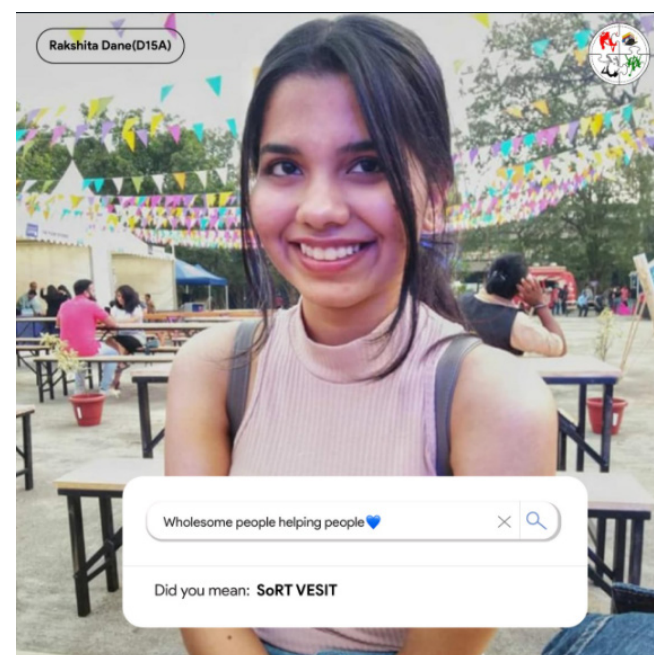 Rakshita Dane(D15A)
Wholesome people helping people💙
Did you mean: SoRT VESIT